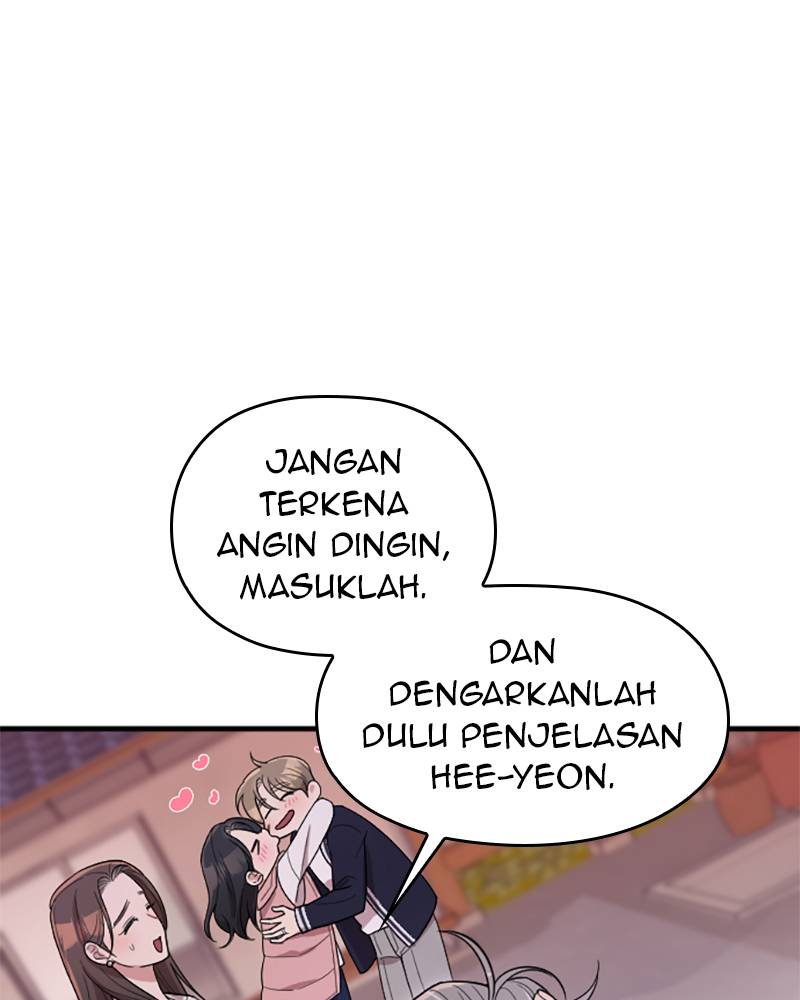 JANGAN
TERKENA
ANGIN DINGIN,
MASUKLAH.
DAN
DENGARKANLAH
DULU PENJELASAN
HEE-YEON.